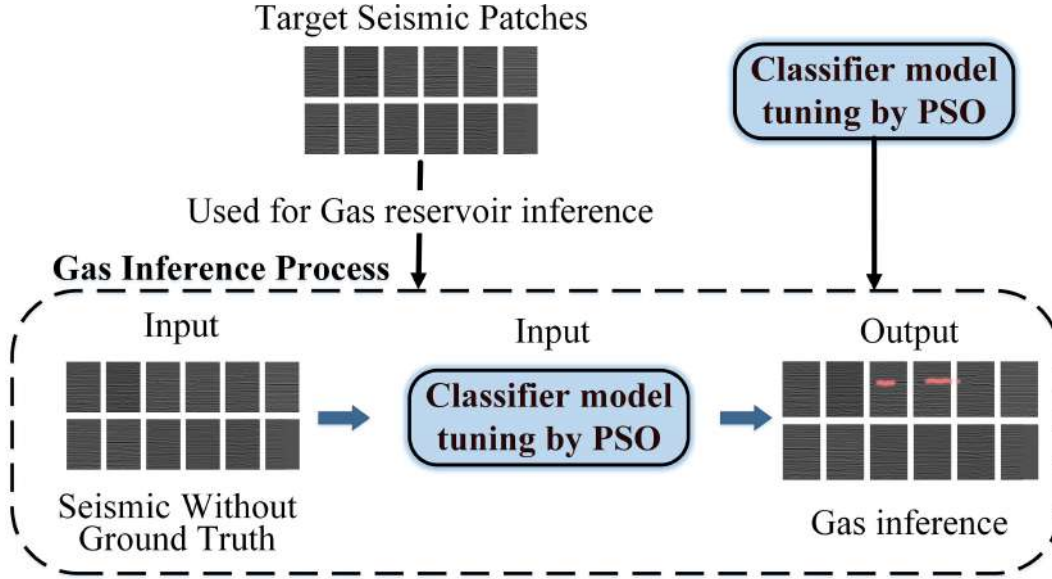 Target Seismic Patches
Classifier model
tuning by PSO
Used for Gas reservoir inference
Gas Inference Process
Input
Input
Output
Classifier model
tuning by PSO
Seismic Without
Ground Truth
Gas inference